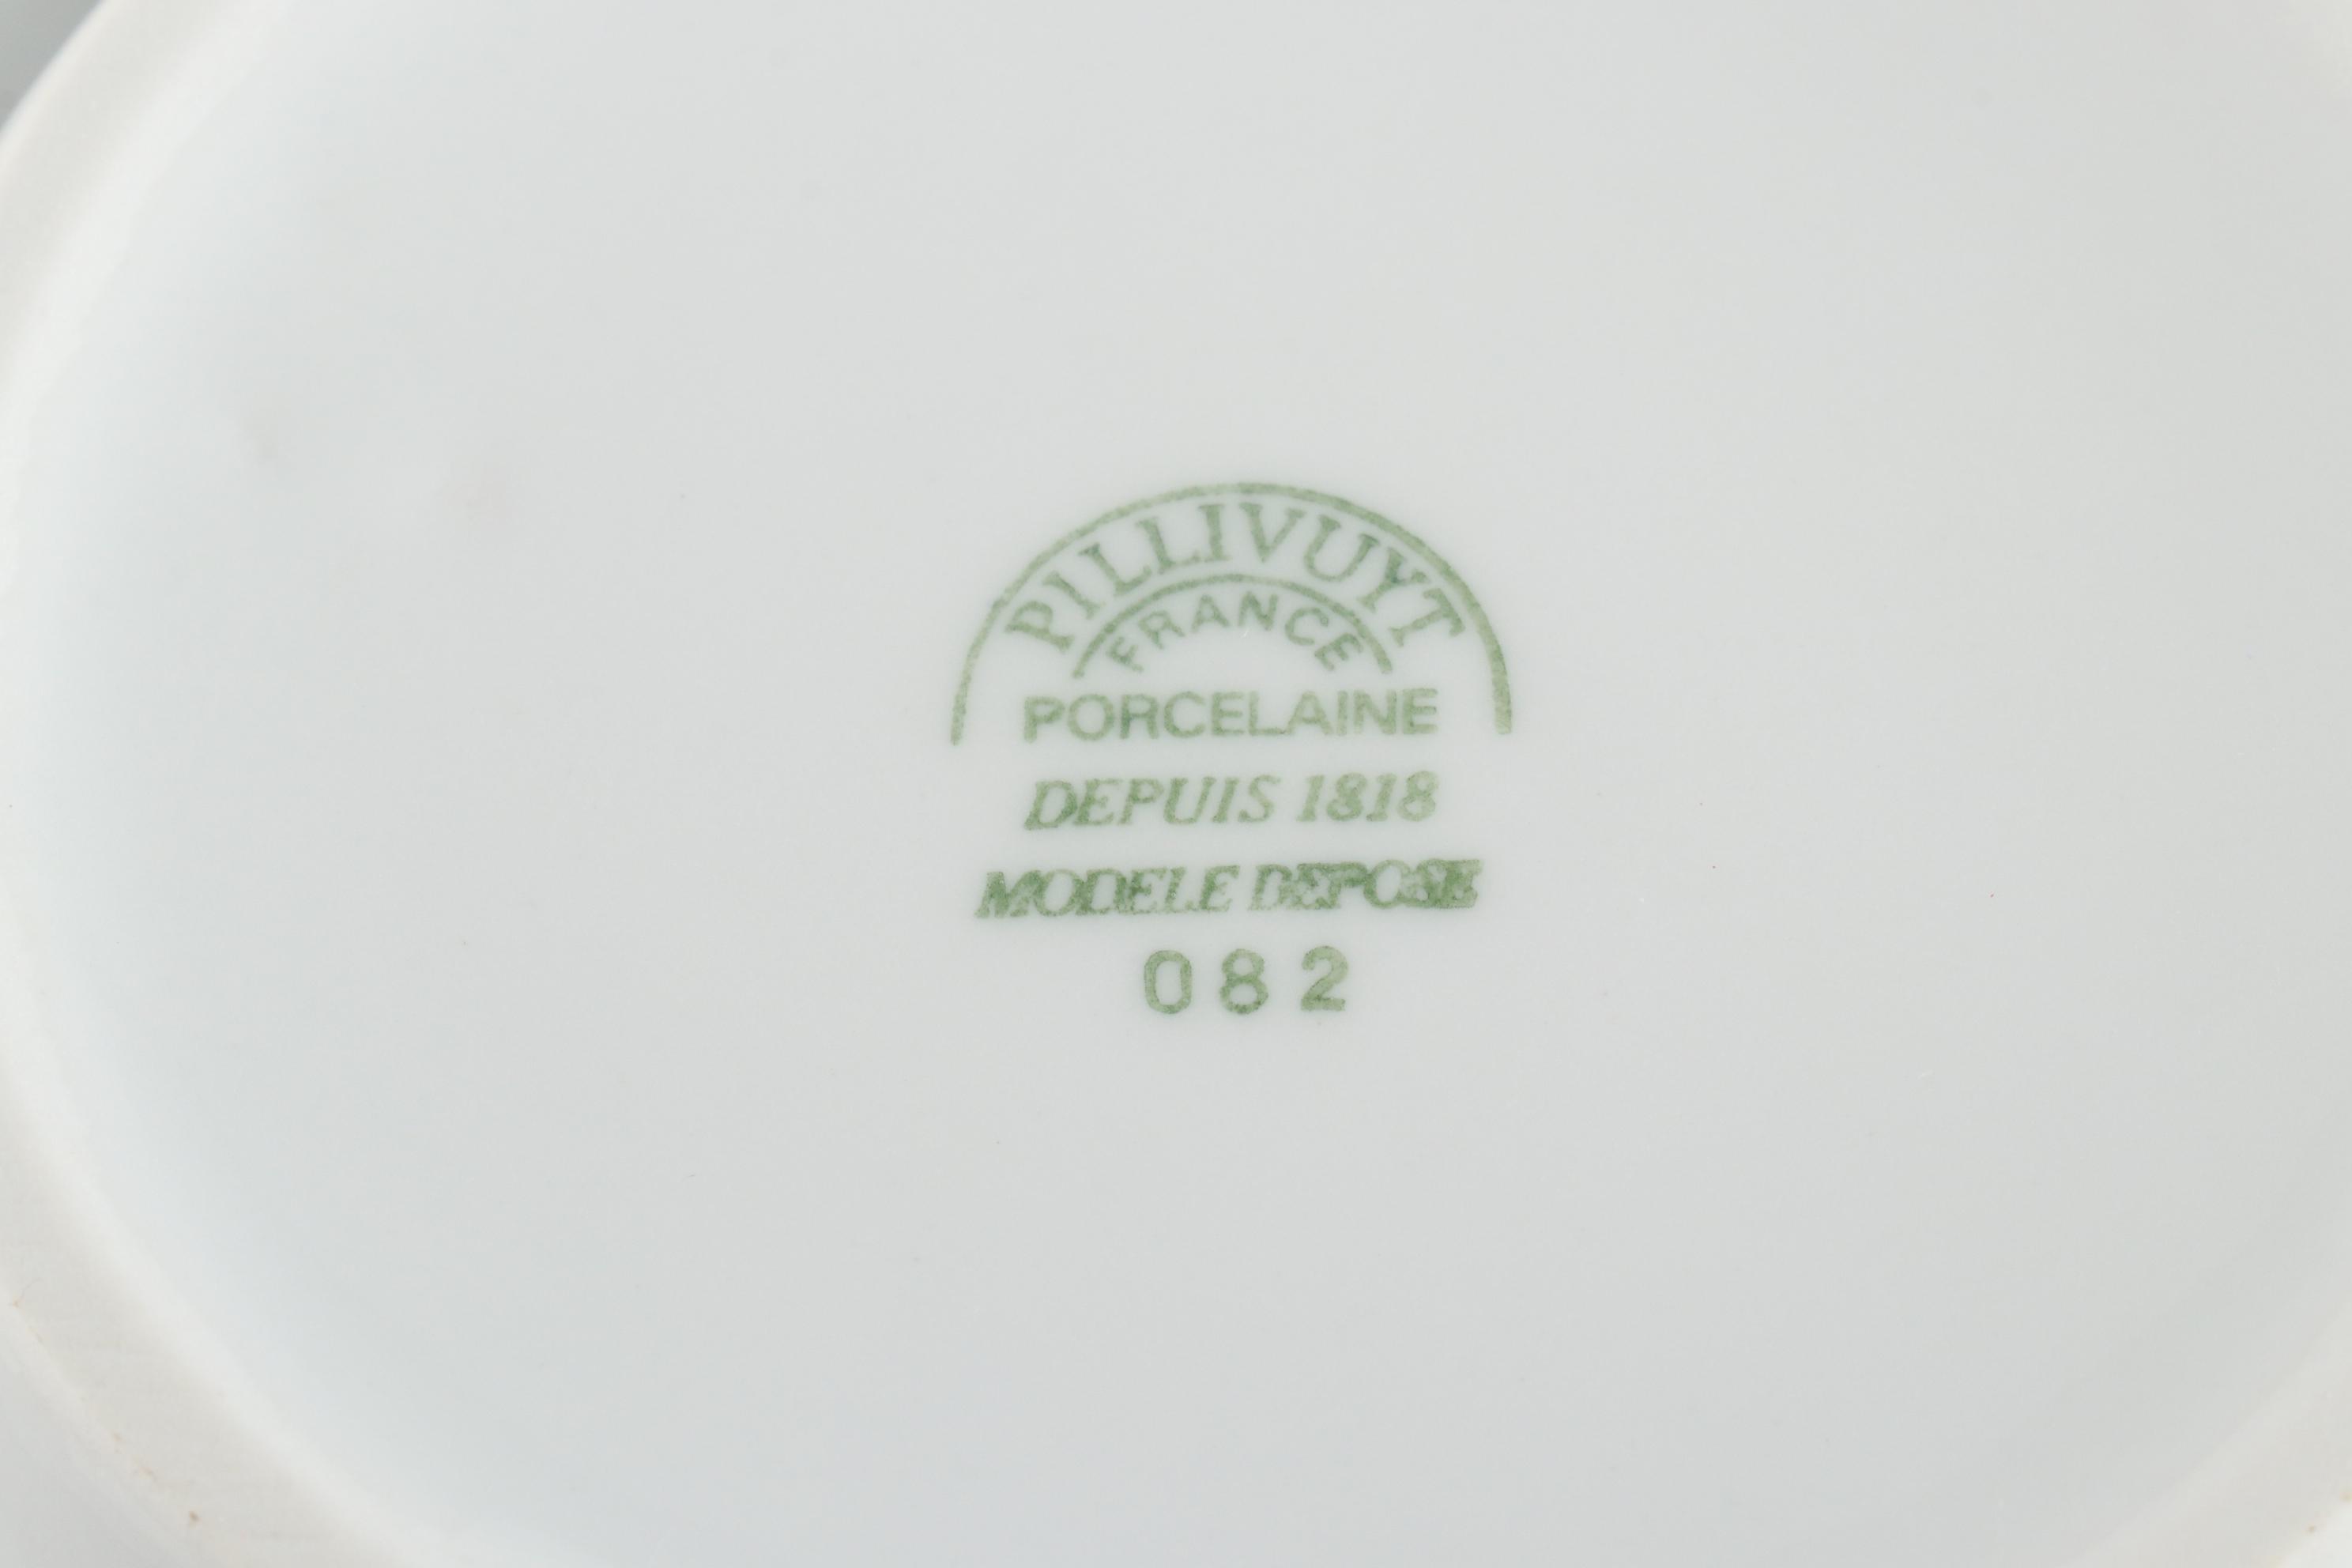 PILLIVUYT
FRANCE
PORCELAINE
DEPUIS 1818
MODELE DEPOSE
082